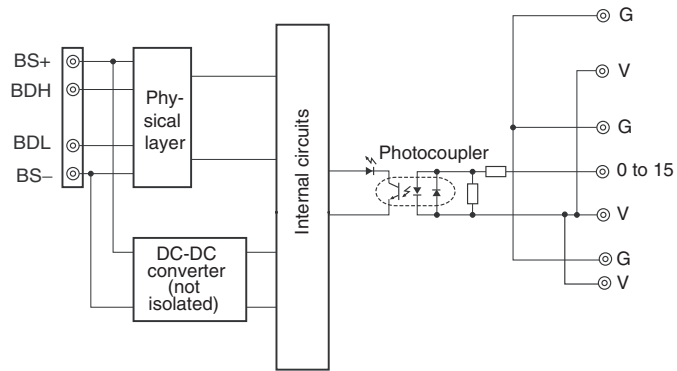 BS+
BDH
BDL
BS–
Phy-
sical
layer
DC-DC
converter
(not
isolated)
Internal circuits
Photocoupler
G
V
G
0 to 15
V
G
V